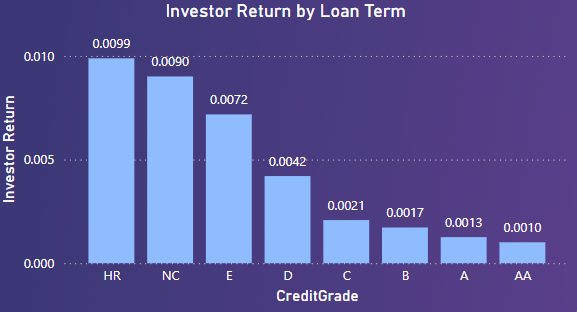 Investor Return by Loan Term
Investor Return
0.010
0.005
0.000
0.0099
0.0090
0.0072
0.0042
0.0021
0.0017
0.0013
0.0010
HR NC E D C B A AA
CreditGrade